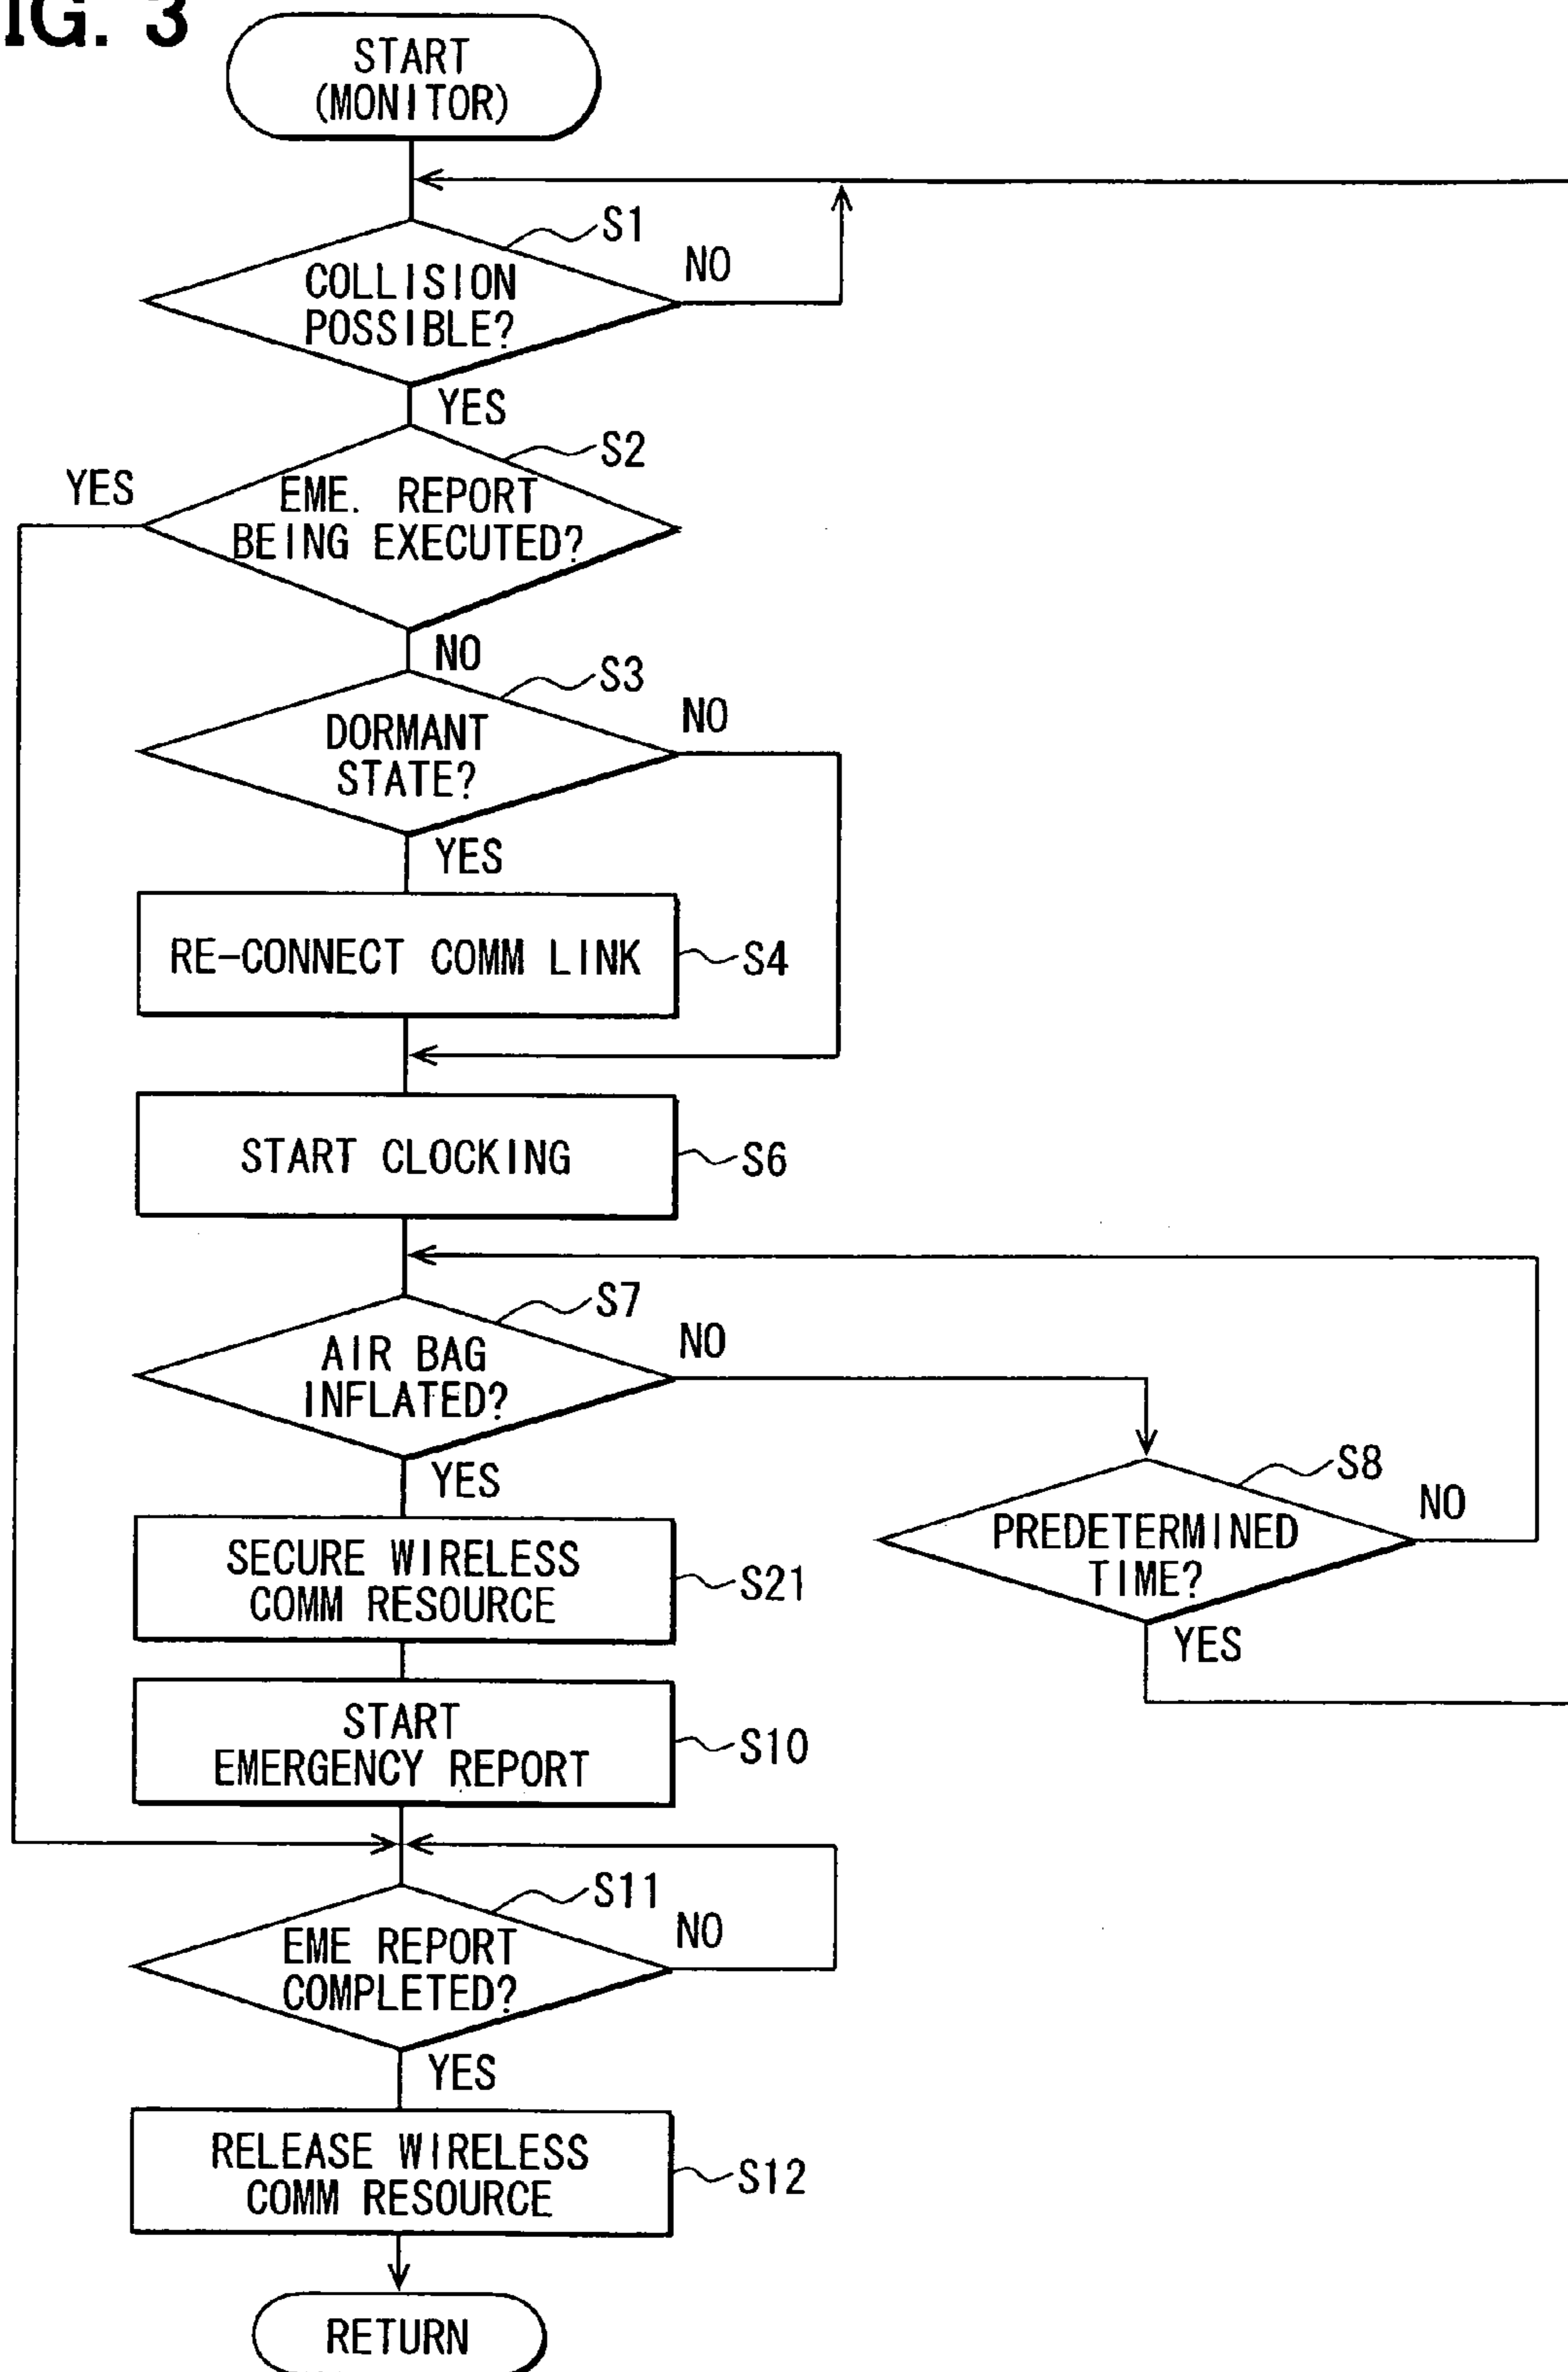 IG. 3
START
(MONITOR)
S1
COLLISION
POSSIBLE?
NO
YES
S2
YES
EME. REPORT
BEING EXECUTED?
NO
S3
DORMANT
STATE?
NO
YES
RE-CONNECT COMM LINK
S4
START CLOCKING
S6
S7
AIR BAG
INFLATED?
NO
YES
S8
PREDETERMINED
TIME?
NO
YES
SECURE WIRELESS
COMM RESOURCE
S21
START
EMERGENCY REPORT
S10
S11
EME REPORT
COMPLETED?
NO
YES
RELEASE WIRELESS
COMM RESOURCE
S12
RETURN